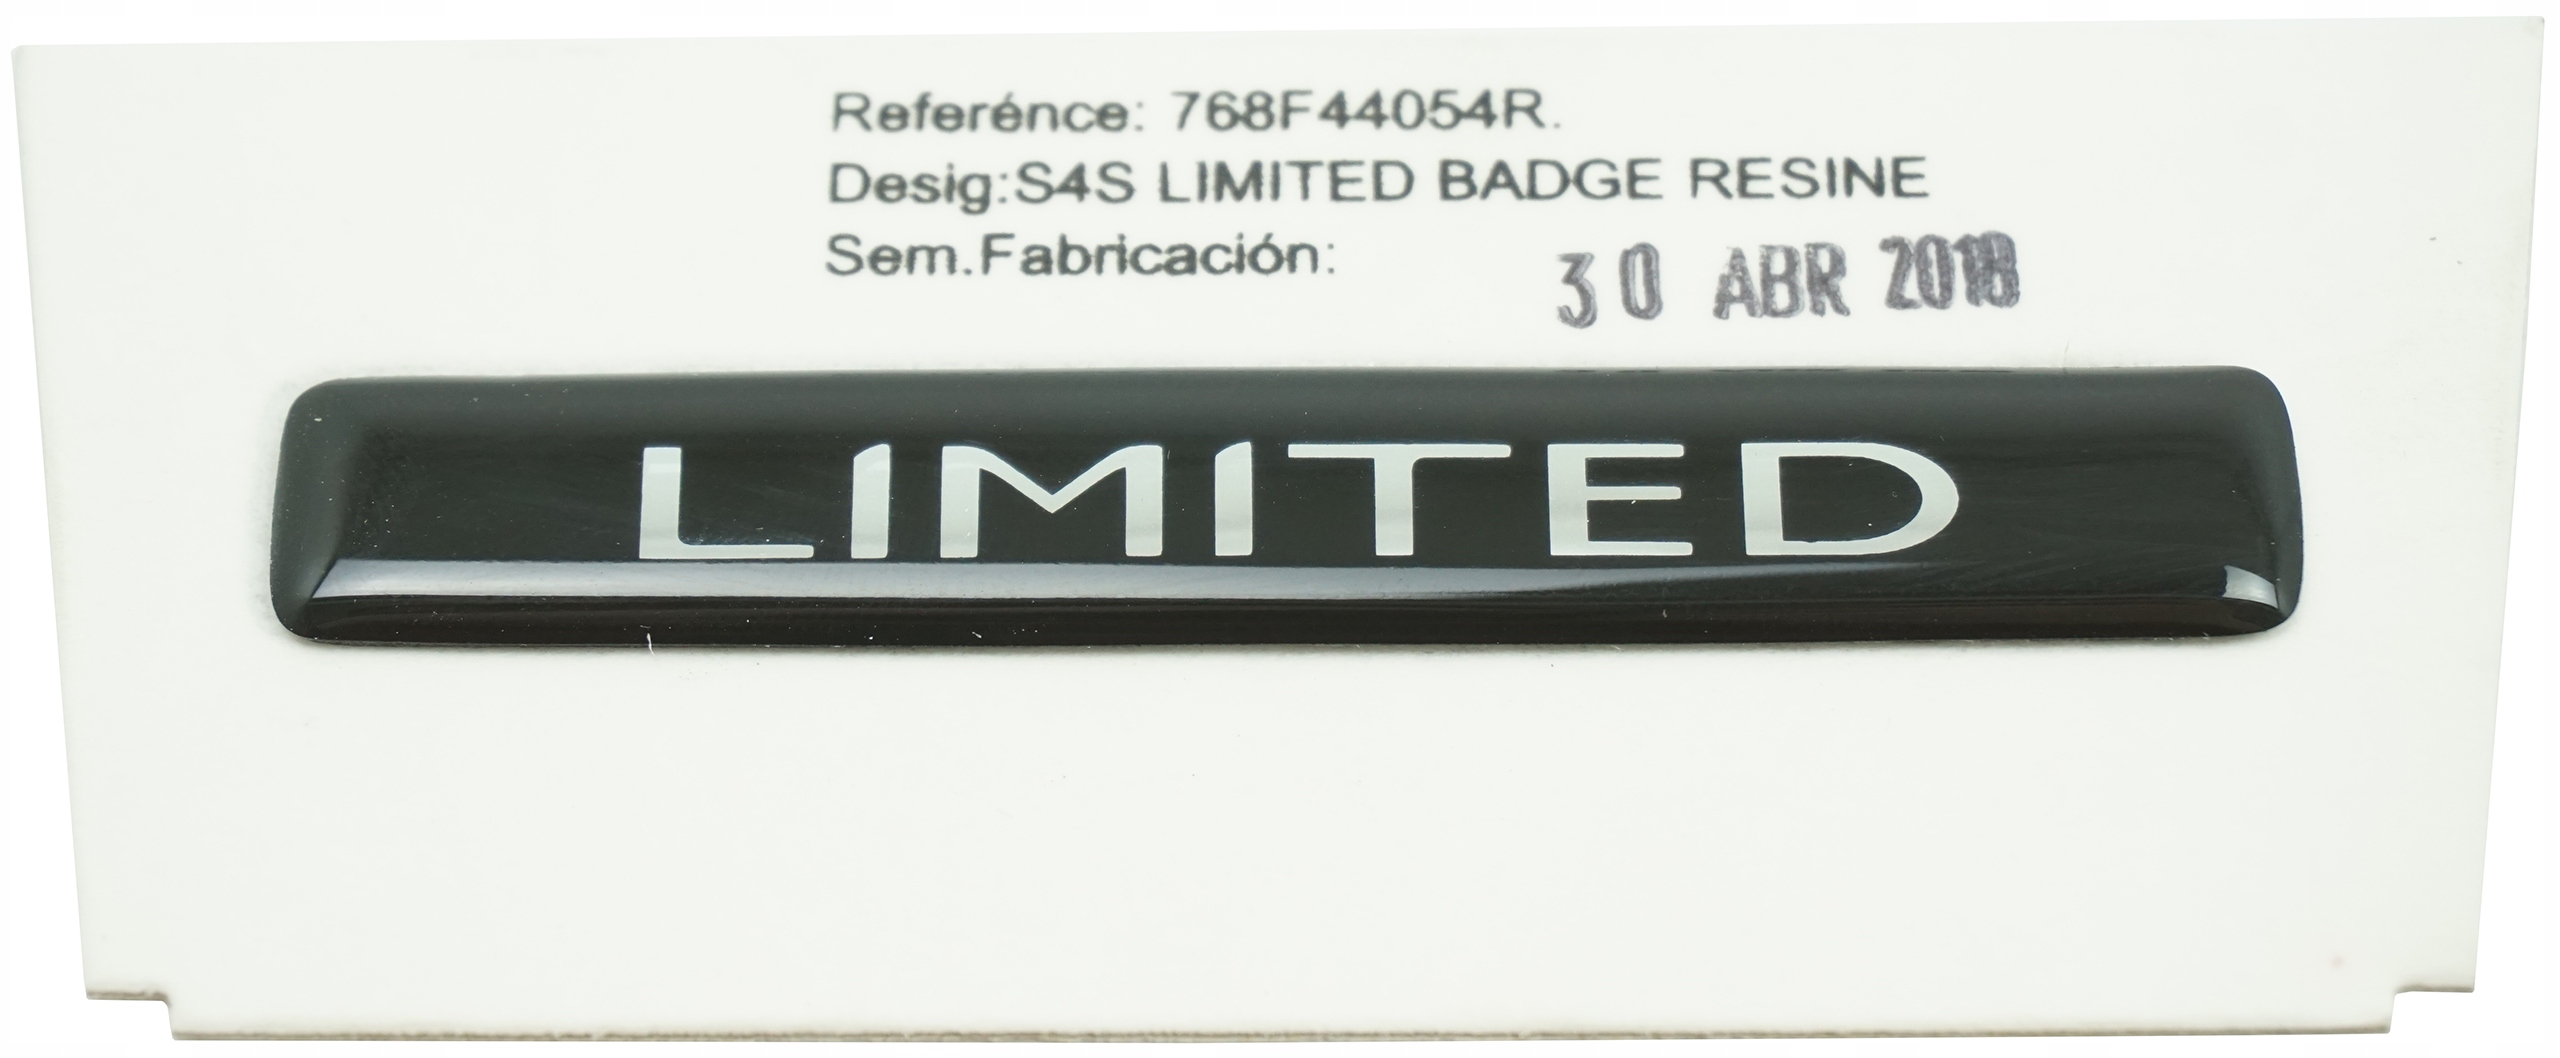 Referénce: 768F44054R.
Desig:S4S LIMITED BADGE RESINE
Sem.Fabricación:
30 ABR 2018
LIMITED